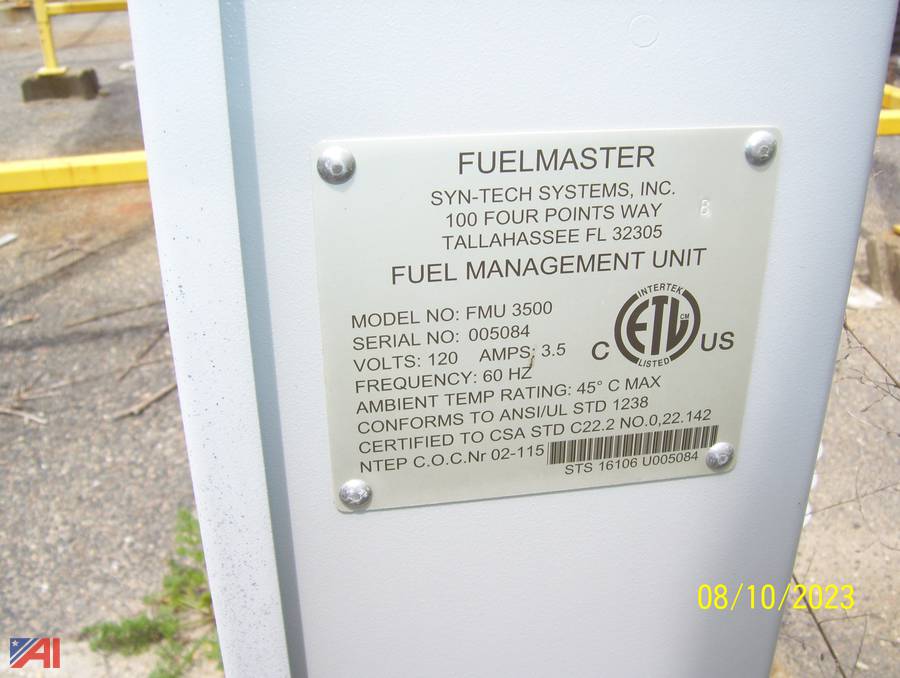 FUELMASTER
SYN-TECH SYSTEMS, INC.
100 FOUR POINTS WAY
TALLAHASSEE FL 32305
B
FUEL MANAGEMENT UNIT
MODEL NO: FMU 3500
SERIAL NO: 005084
VOLTS: 120 AMPS: 3.5
FREQUENCY: 60 HZ
AMBIENT TEMP RATING: 45° C MAX
CONFORMS TO ANSI/UL STD 1238
CERTIFIED TO CSA STD C22.2 NO.0,22.142
NTEP C.O.C.Nr 02-115
STS 16106 U005084
INTERTEK
C ETL CM US
LISTED
08/10/2023
AI